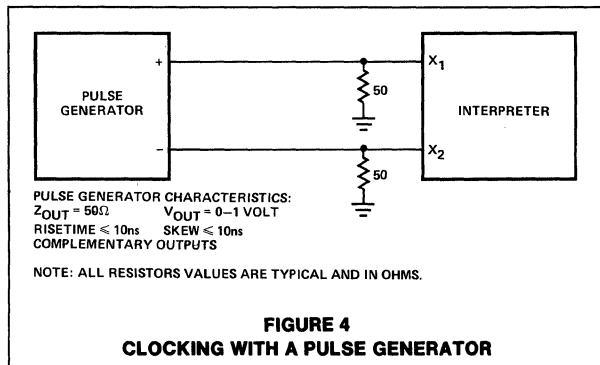 +
X1
50
PULSE
GENERATOR
INTERPRETER
−
X2
50
PULSE GENERATOR CHARACTERISTICS:
ZOUT = 50Ω VOUT = 0–1 VOLT
RISETIME ⩽ 10ns SKEW ⩽ 10ns
COMPLEMENTARY OUTPUTS
NOTE: ALL RESISTORS VALUES ARE TYPICAL AND IN OHMS.
FIGURE 4
CLOCKING WITH A PULSE GENERATOR